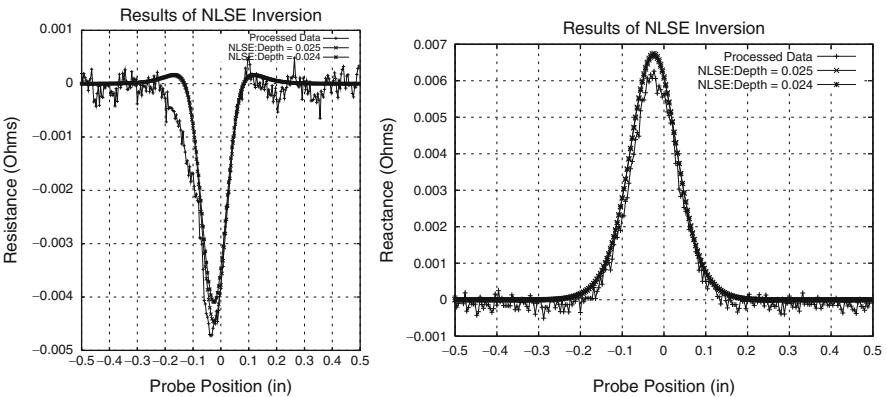 Results of NLSE Inversion
0.001
0
−0.001
−0.002
−0.003
−0.004
−0.005
Resistance (Ohms)
Processed Data
NLSE:Depth = 0.025
NLSE:Depth = 0.024
−0.5 −0.4 −0.3 −0.2 −0.1 0 0.1 0.2 0.3 0.4 0.5
Probe Position (in)
Results of NLSE Inversion
0.007
0.006
0.005
0.004
0.003
0.002
0.001
0
−0.001
Reactance (Ohms)
Processed Data
NLSE:Depth = 0.025
NLSE:Depth = 0.024
−0.5 −0.4 −0.3 −0.2 −0.1 0 0.1 0.2 0.3 0.4 0.5
Probe Position (in)